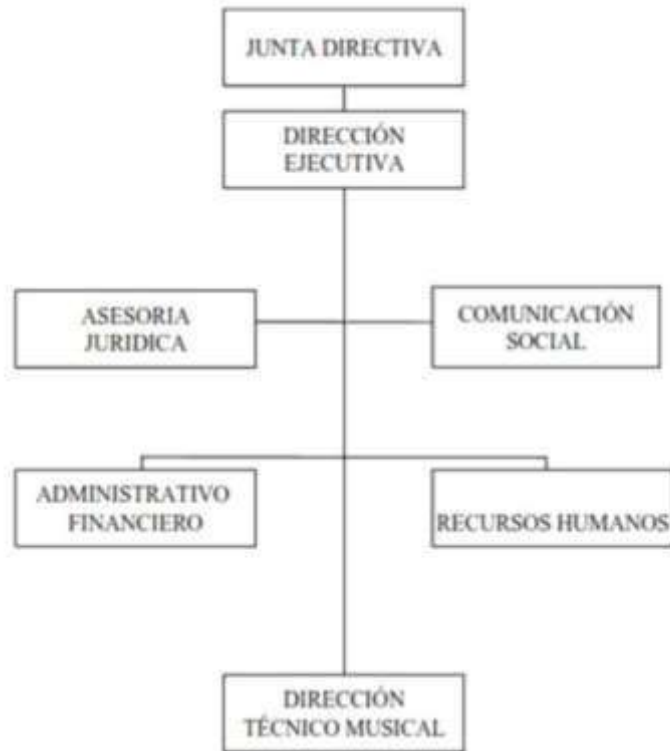 JUNTA DIRECTIVA
DIRECCIÓN
EJECUTIVA
ASESORIA
JURIDICA
COMUNICACIÓN
SOCIAL
ADMINISTRATIVO
FINANCIERO
RECURSOS HUMANOS
DIRECCIÓN
TÉCNICO MUSICAL